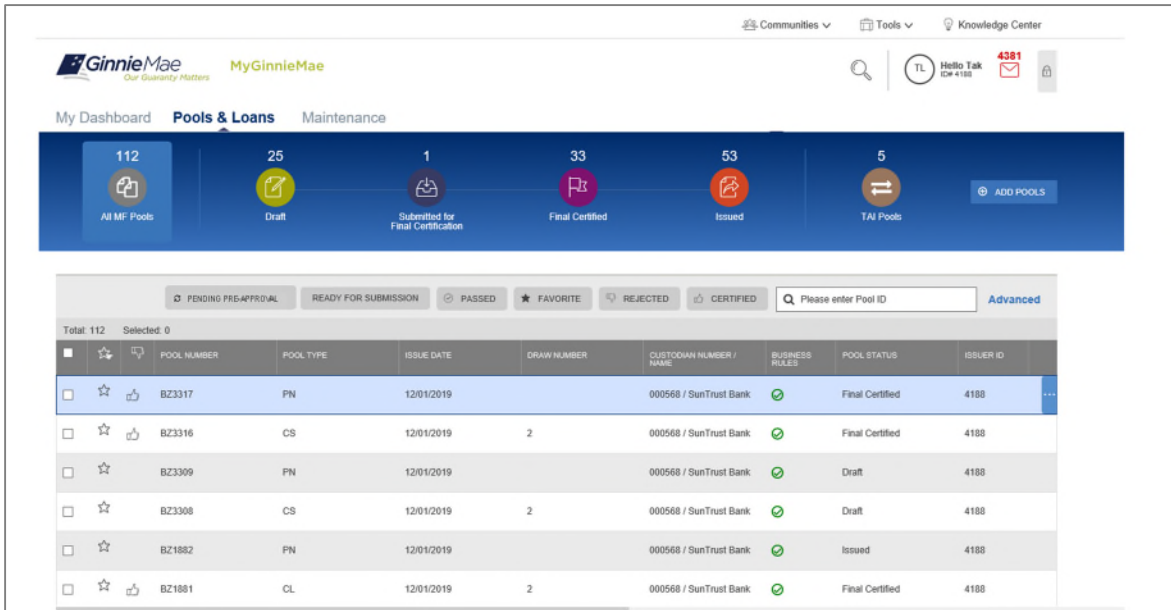 Communities Tools Knowledge Center
GinnieMae
Our Guaranty Matters
MyGinnieMae
TL Hello Tak
ID# 4188
4381
My Dashboard Pools & Loans Maintenance
112 25 1 33 53 5
All MF Pools Draft Submitted for Final Certified Issued TAI Pools ADD POOLS
Final Certification
PENDING PRE-APPROVAL READY FOR SUBMISSION PASSED FAVORITE REJECTED CERTIFIED Please enter Pool ID Advanced
Total: 112 Selected: 0
POOL NUMBER POOL TYPE ISSUE DATE DRAW NUMBER CUSTODIAN NUMBER / BUSINESS POOL STATUS ISSUER ID
NAME RULES
BZ3317 PN 12/01/2019 000568 / SunTrust Bank Final Certified 4188 ...
BZ3316 CS 12/01/2019 2 000568 / SunTrust Bank Final Certified 4188
BZ3309 PN 12/01/2019 000568 / SunTrust Bank Draft 4188
BZ3308 CS 12/01/2019 2 000568 / SunTrust Bank Draft 4188
BZ1882 PN 12/01/2019 000568 / SunTrust Bank Issued 4188
BZ1881 CL 12/01/2019 2 000568 / SunTrust Bank Final Certified 4188